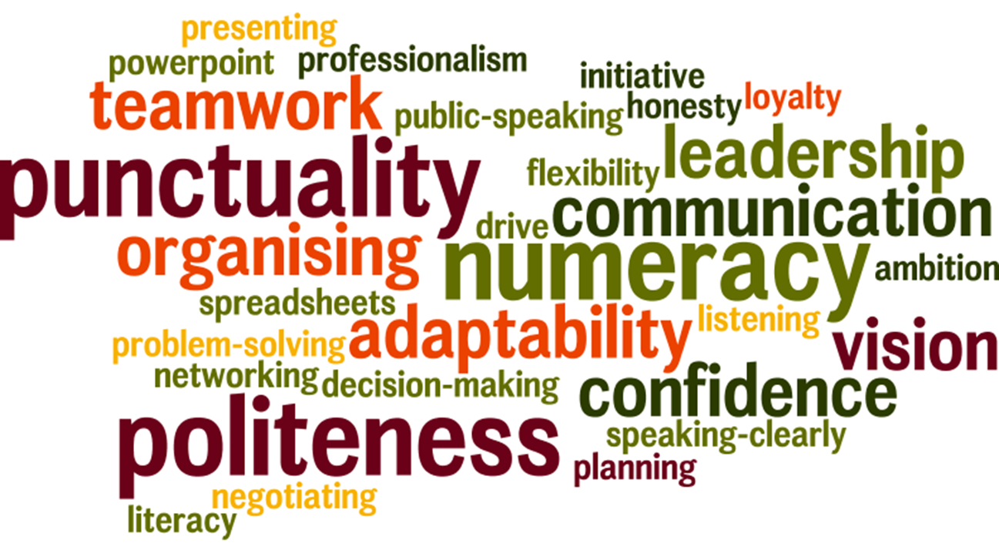 presenting
powerpoint professionalism
initiative
teamwork public-speaking honesty loyalty
punctuality flexibility leadership
drive communication
organising numeracy ambition
spreadsheets
problem-solving adaptability listening vision
networking decision-making confidence
politeness speaking-clearly
planning
negotiating
literacy